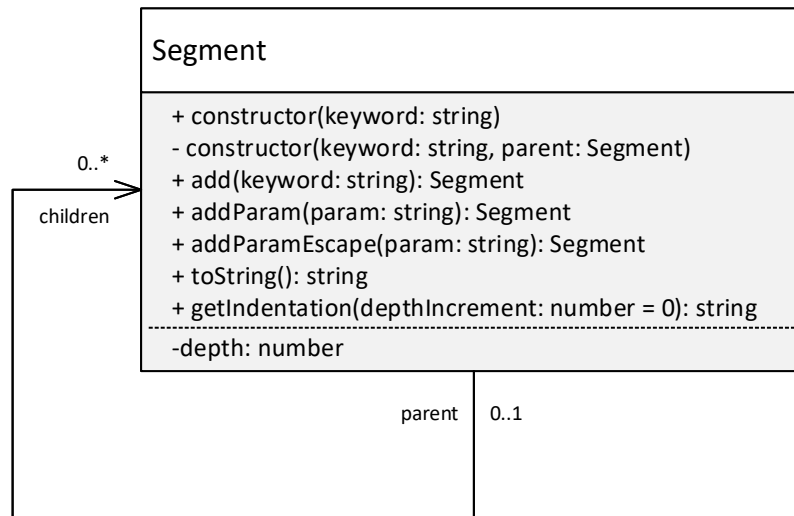 Segment
+ constructor(keyword: string)
- constructor(keyword: string, parent: Segment)
+ add(keyword: string): Segment
+ addParam(param: string): Segment
+ addParamEscape(param: string): Segment
+ toString(): string
+ getIndentation(depthIncrement: number = 0): string
-depth: number
0..*
children
parent 0..1